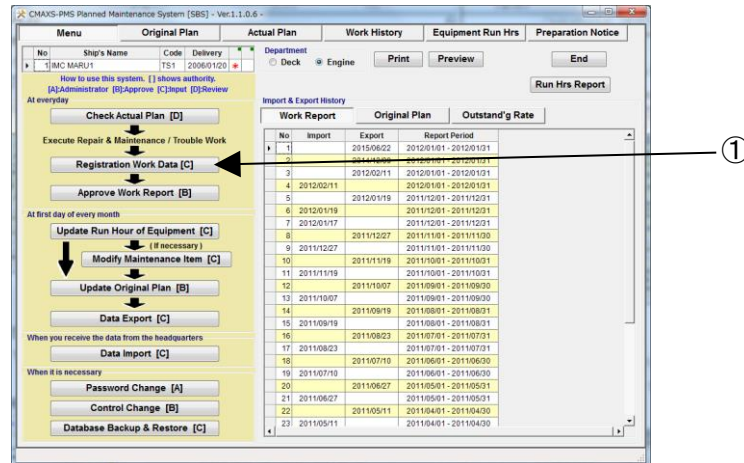 CMAXS-PMS Planned Maintenance System [SBS] - Ver.1.1.0.6 -
Menu Original Plan Actual Plan Work History Equipment Run Hrs Preparation Notice
No Ship's Name Code Delivery
1 IMC MARU1 TS1 2006/01/20 *
Department
Deck Engine Print Preview End
Run Hrs Report
How to use this system. [ ] shows authority.
[A]:Administrator [B]:Approve [C]:Input [D]:Review
At everyday
Check Actual Plan [D]
Execute Repair & Maintenance / Trouble Work
Registration Work Data [C]
Approve Work Report [B]
At first day of every month
Update Run Hour of Equipment [C]
( If necessary )
Modify Maintenance Item [C]
Update Original Plan [B]
Data Export [C]
When you receive the data from the headquarters
Data Import [C]
When it is necessary
Password Change [A]
Control Change [B]
Database Backup & Restore [C]
Import & Export History
Work Report Original Plan Outstand'g Rate
No Import Export Report Period
1 2015/06/22 2012/01/01 - 2012/01/31
2 2012/01/01 - 2012/01/31
3 2012/02/11 2012/01/01 - 2012/01/31
4 2012/02/11 2012/01/01 - 2012/01/31
5 2012/01/19 2011/12/01 - 2011/12/31
6 2012/01/19 2011/12/01 - 2011/12/31
7 2012/01/17 2011/12/01 - 2011/12/31
8 2011/12/27 2011/11/01 - 2011/11/30
9 2011/12/27 2011/11/01 - 2011/11/30
10 2011/11/19 2011/10/01 - 2011/10/31
11 2011/11/19 2011/10/01 - 2011/10/31
12 2011/10/07 2011/09/01 - 2011/09/30
13 2011/10/07 2011/09/01 - 2011/09/30
14 2011/09/19 2011/08/01 - 2011/08/31
15 2011/09/19 2011/08/01 - 2011/08/31
16 2011/08/23 2011/07/01 - 2011/07/31
17 2011/08/23 2011/07/01 - 2011/07/31
18 2011/07/10 2011/06/01 - 2011/06/30
19 2011/07/10 2011/06/01 - 2011/06/30
20 2011/06/27 2011/05/01 - 2011/05/31
21 2011/06/27 2011/05/01 - 2011/05/31
22 2011/05/11 2011/04/01 - 2011/04/30
23 2011/05/11 2011/04/01 - 2011/04/30
①